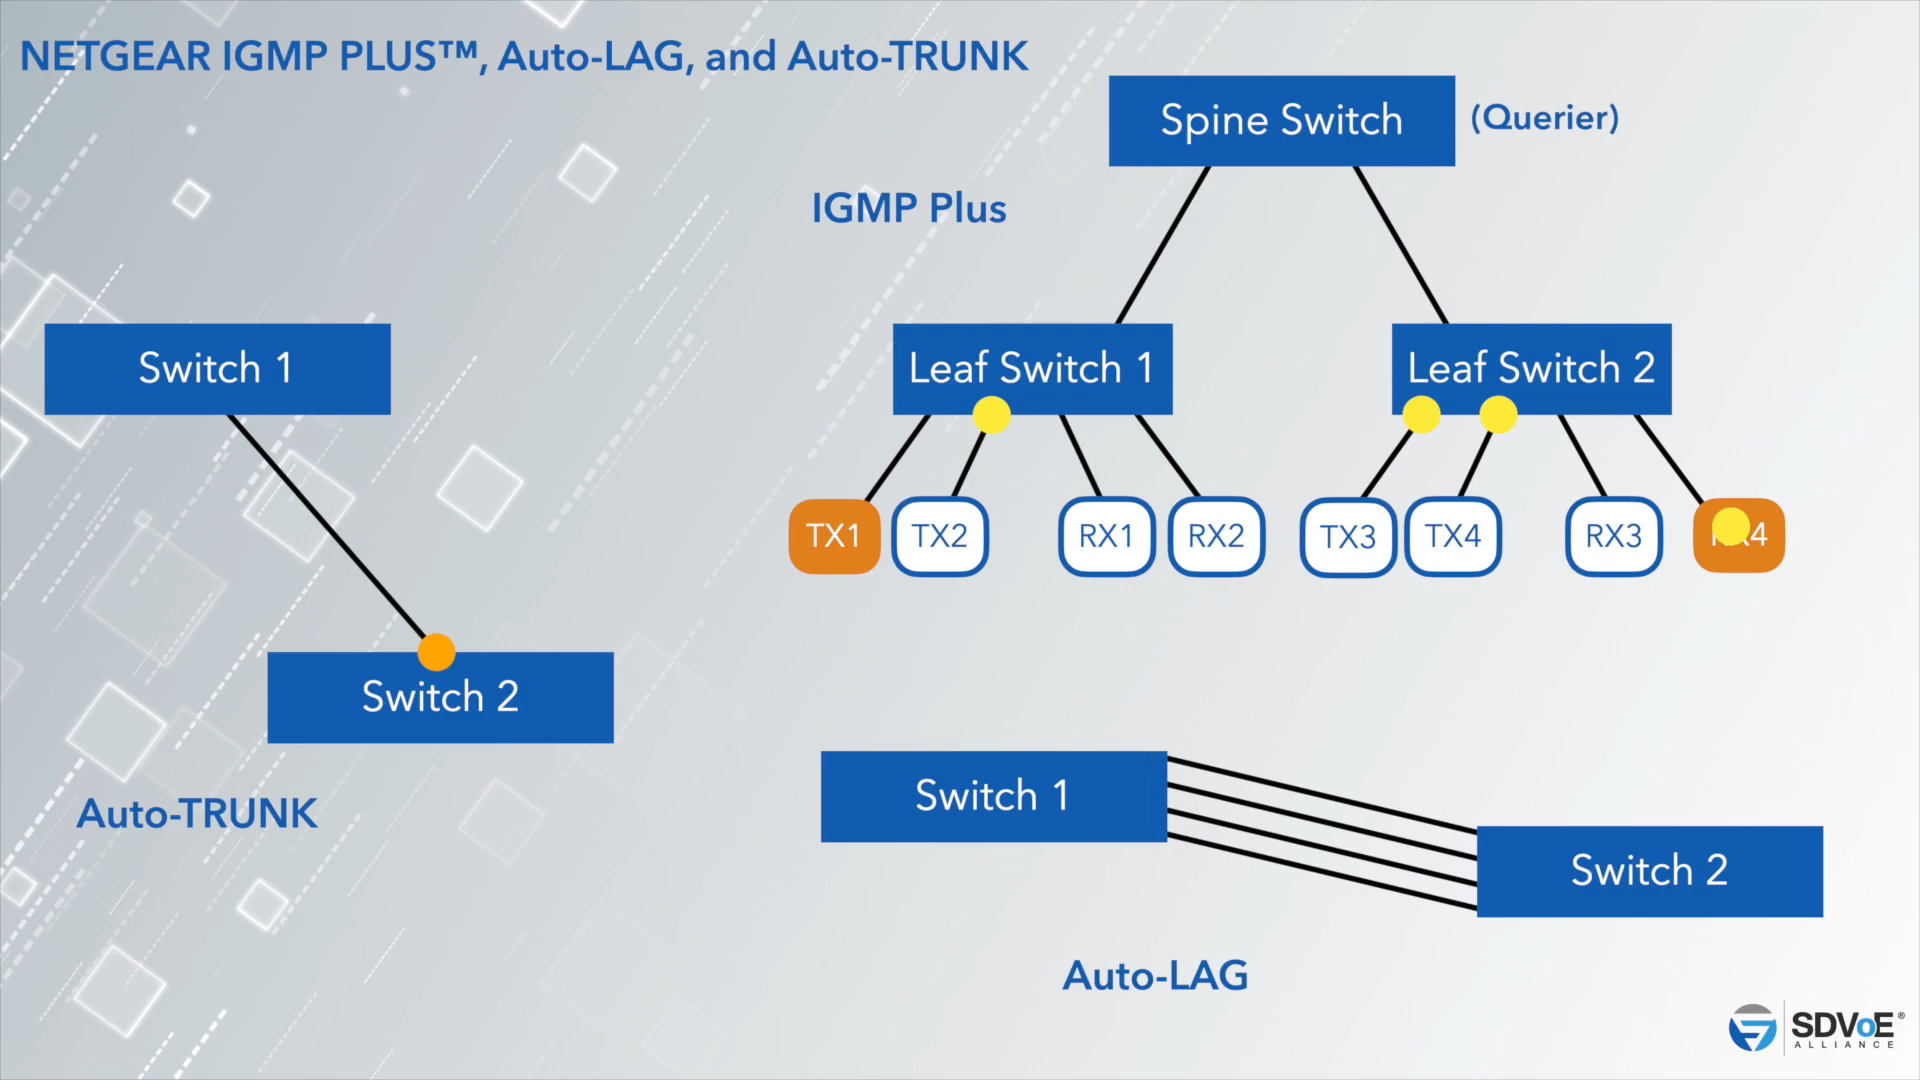 NETGEAR IGMP PLUS™, Auto-LAG, and Auto-TRUNK
Spine Switch
(Querier)
IGMP Plus
Switch 1
Leaf Switch 1
Leaf Switch 2
TX1
TX2
RX1
RX2
TX3
TX4
RX3
Switch 2
Auto-TRUNK
Switch 1
Switch 2
Auto-LAG
SDVoE®
ALLIANCE